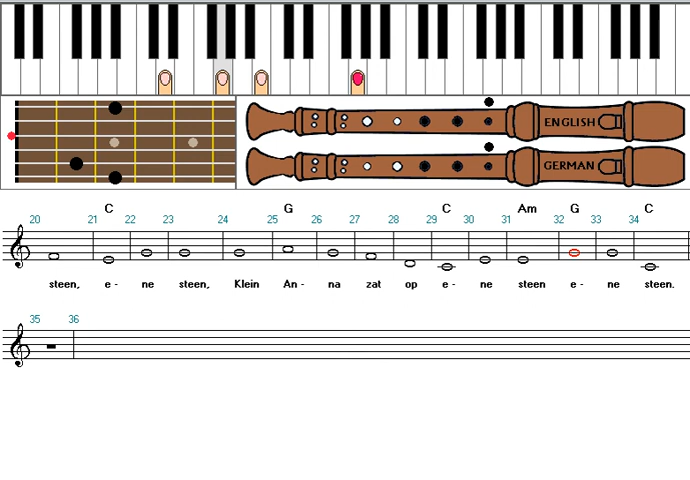 ENGLISH
GERMAN
C G C Am G C
20 21 22 23 24 25 26 27 28 29 30 31 32 33 34
steen, e - ne steen, Klein An - na zat op e - ne steen e - ne steen.
35 36